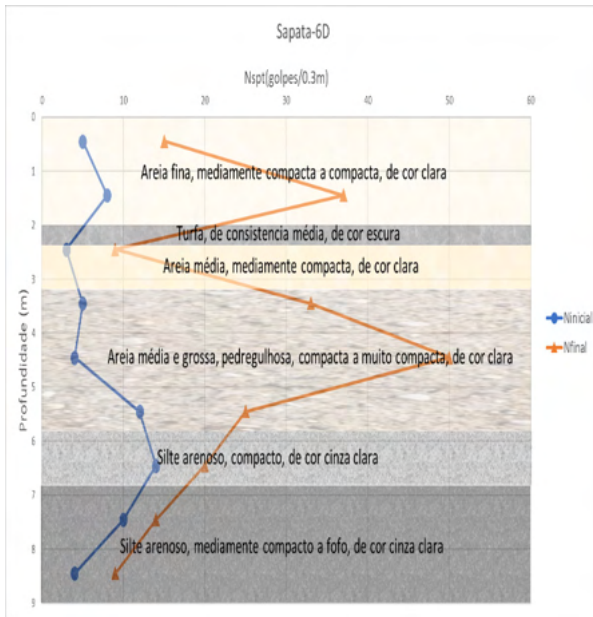 Sapata-6D
Nspt(golpes/0.3m)
0 10 20 30 40 50 60
0
1
2
3
4
5
6
7
8
9
Profundidade (m)
Areia fina, mediamente compacta a compacta, de cor clara
Turfa, de consistencia média, de cor escura
Areia média, mediamente compacta, de cor clara
Areia média e grossa, pedregulhosa, compacta a muito compacta, de cor clara
Silte arenoso, compacto, de cor cinza clara
Silte arenoso, mediamente compacto a fofo, de cor cinza clara
Ninicial
Nfinal